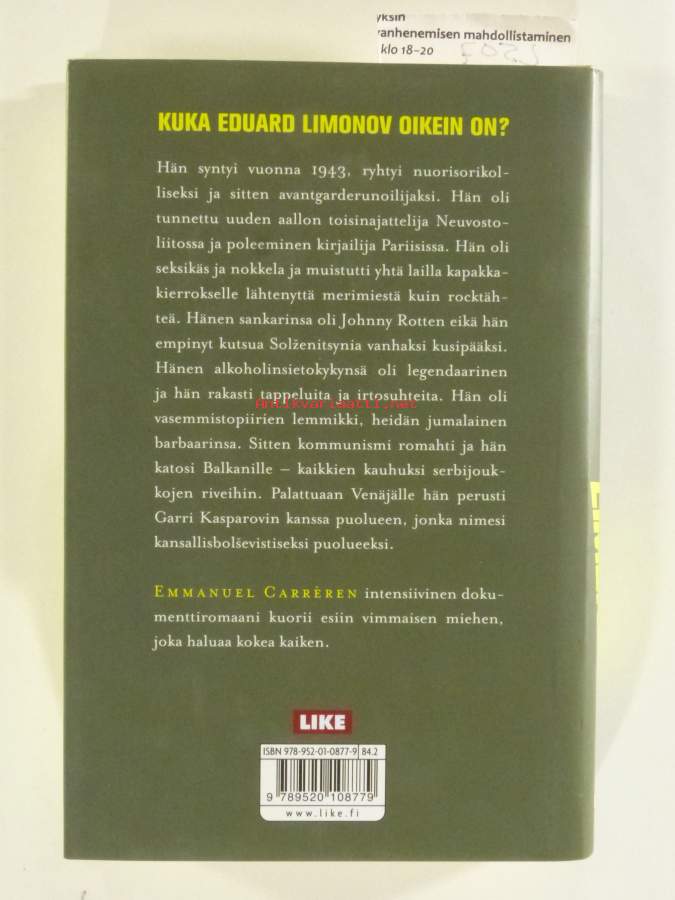 yksin
vanhenemisen mahdollistaminen
klo 18–20
KUKA EDUARD LIMONOV OIKEIN ON?
Hän syntyi vuonna 1943, ryhtyi nuorisorikol-
liseksi ja sitten avantgarderunoilijaksi. Hän oli
tunnettu uuden aallon toisinajattelija Neuvosto-
liitossa ja poleeminen kirjailija Pariisissa. Hän oli
seksikäs ja nokkela ja muistutti yhtä lailla kapakka-
kierrokselle lähtenyttä merimiestä kuin rocktäh-
teä. Hänen sankarinsa oli Johnny Rotten eikä hän
empinyt kutsua Solženitsynia vanhaksi kusipääksi.
Hänen alkoholinsietokykynsä oli legendaarinen
ja hän rakasti tappeluita ja irtosuhteita. Hän oli
antikvariaatti.net
vasemmistopiirien lemmikki, heidän jumalainen
barbaarinsa. Sitten kommunismi romahti ja hän
katosi Balkanille – kaikkien kauhuksi serbijouk-
kojen riveihin. Palattuaan Venäjälle hän perusti
Garri Kasparovin kanssa puolueen, jonka nimesi
kansallisbolševistiseksi puolueeksi.
EMMANUEL CARRÈREN intensiivinen doku-
menttiromaani kuorii esiin vimmaisen miehen,
joka haluaa kokea kaiken.
LIKE
ISBN 978-952-01-0877-9 84.2
9 789520 108779
www.like.fi